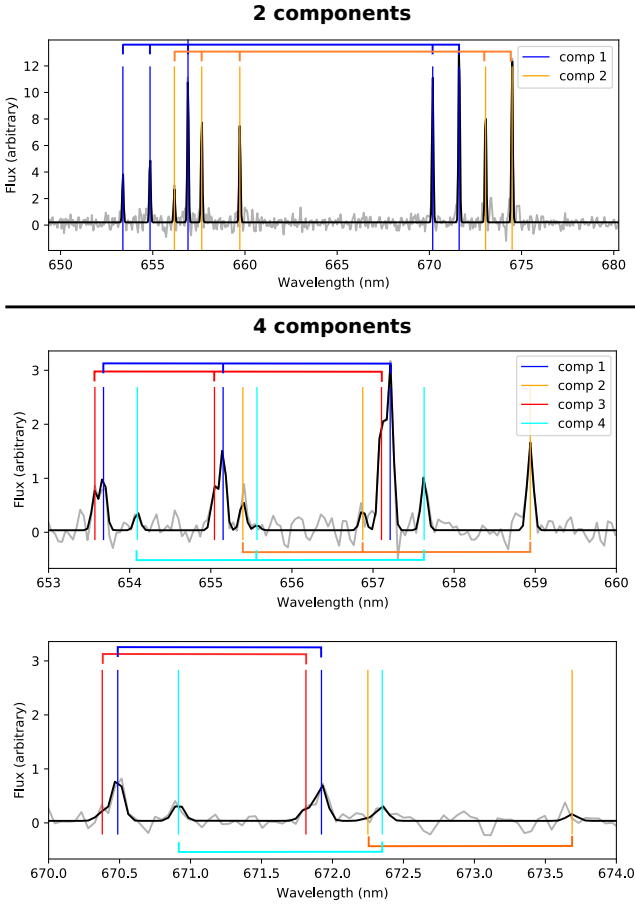 2 components
Flux (arbitrary)
12
10
8
6
4
2
0
comp 1
comp 2
650
655
660
665
670
675
680
Wavelength (nm)
4 components
Flux (arbitrary)
3
2
1
0
comp 1
comp 2
comp 3
comp 4
653
654
655
656
657
658
659
660
Wavelength (nm)
Flux (arbitrary)
3
2
1
0
670.0
670.5
671.0
671.5
672.0
672.5
673.0
673.5
674.0
Wavelength (nm)